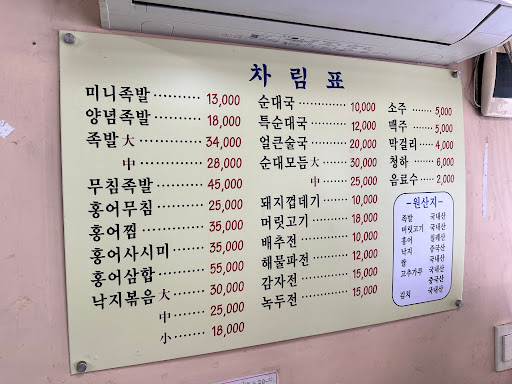 차림표
미니족발 ········ 13,000
양념족발 ········ 18,000
족발 大 ········ 34,000
中 ········ 28,000
무침족발 ········ 45,000
홍어무침 ········ 25,000
홍어찜 ········ 35,000
홍어사시미 ······· 35,000
홍어삼합 ········ 55,000
낙지볶음 大 ······ 30,000
中 ······· 25,000
小 ······· 18,000
순대국 ············ 10,000
특순대국 ········· 12,000
얼큰술국 ········· 20,000
순대모듬 大 ······ 30,000
中 ······ 25,000
돼지껍데기 ······ 10,000
머릿고기 ········· 18,000
배추전 ············ 10,000
해물파전 ········· 12,000
감자전 ············ 15,000
녹두전 ············ 15,000
소주 ······ 5,000
맥주 ······ 5,000
막걸리 ···· 4,000
청하 ······ 6,000
음료수 ···· 2,000
-원산지-
족발 국내산
머릿고기 국내산
홍어 칠레산
낙지 중국산
쌀 국내산
고추가루 국내산
중국산
김치 국내산